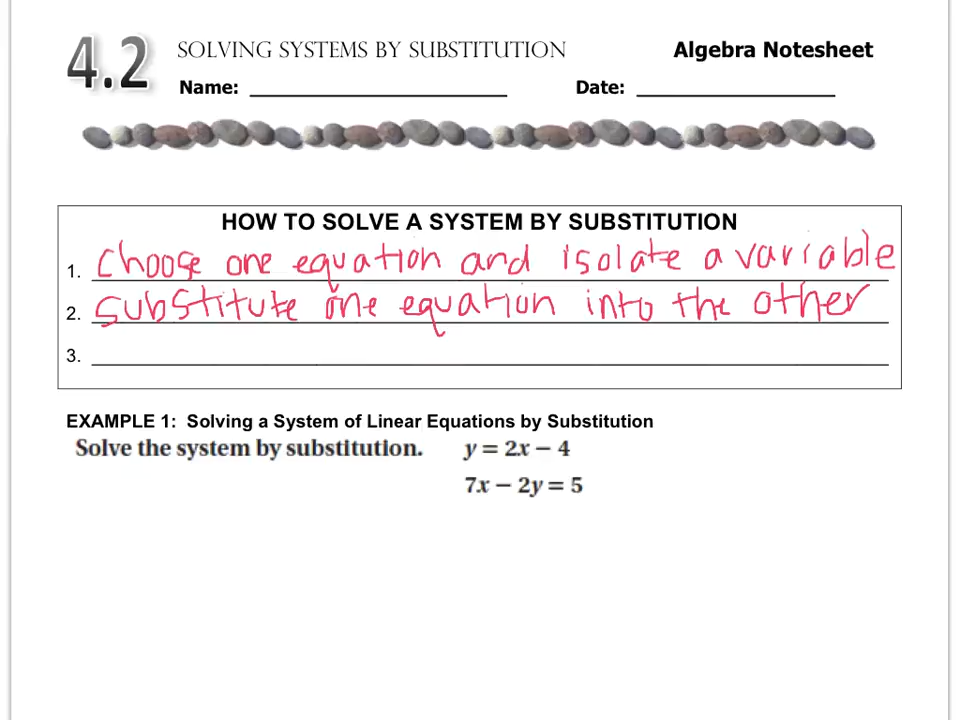 4.2 SOLVING SYSTEMS BY SUBSTITUTION Algebra Notesheet
Name: Date:
HOW TO SOLVE A SYSTEM BY SUBSTITUTION
1. Choose one equation and isolate a variable
2. substitute one equation into the other
3.
EXAMPLE 1: Solving a System of Linear Equations by Substitution
Solve the system by substitution. y = 2x − 4
7x − 2y = 5